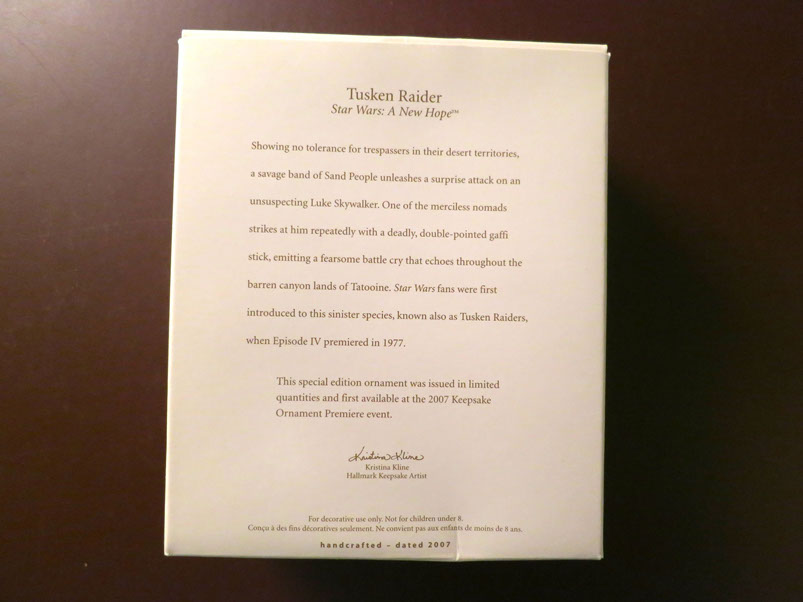 Tusken Raider
Star Wars: A New Hope™
Showing no tolerance for trespassers in their desert territories,
a savage band of Sand People unleashes a surprise attack on an
unsuspecting Luke Skywalker. One of the merciless nomads
strikes at him repeatedly with a deadly, double-pointed gaffi
stick, emitting a fearsome battle cry that echoes throughout the
barren canyon lands of Tatooine. Star Wars fans were first
introduced to this sinister species, known also as Tusken Raiders,
when Episode IV premiered in 1977.
This special edition ornament was issued in limited
quantities and first available at the 2007 Keepsake
Ornament Premiere event.
Kristina Kline
Kristina Kline
Hallmark Keepsake Artist
For decorative use only. Not for children under 8.
Conçu à des fins décoratives seulement. Ne convient pas aux enfants de moins de 8 ans.
handcrafted – dated 2007